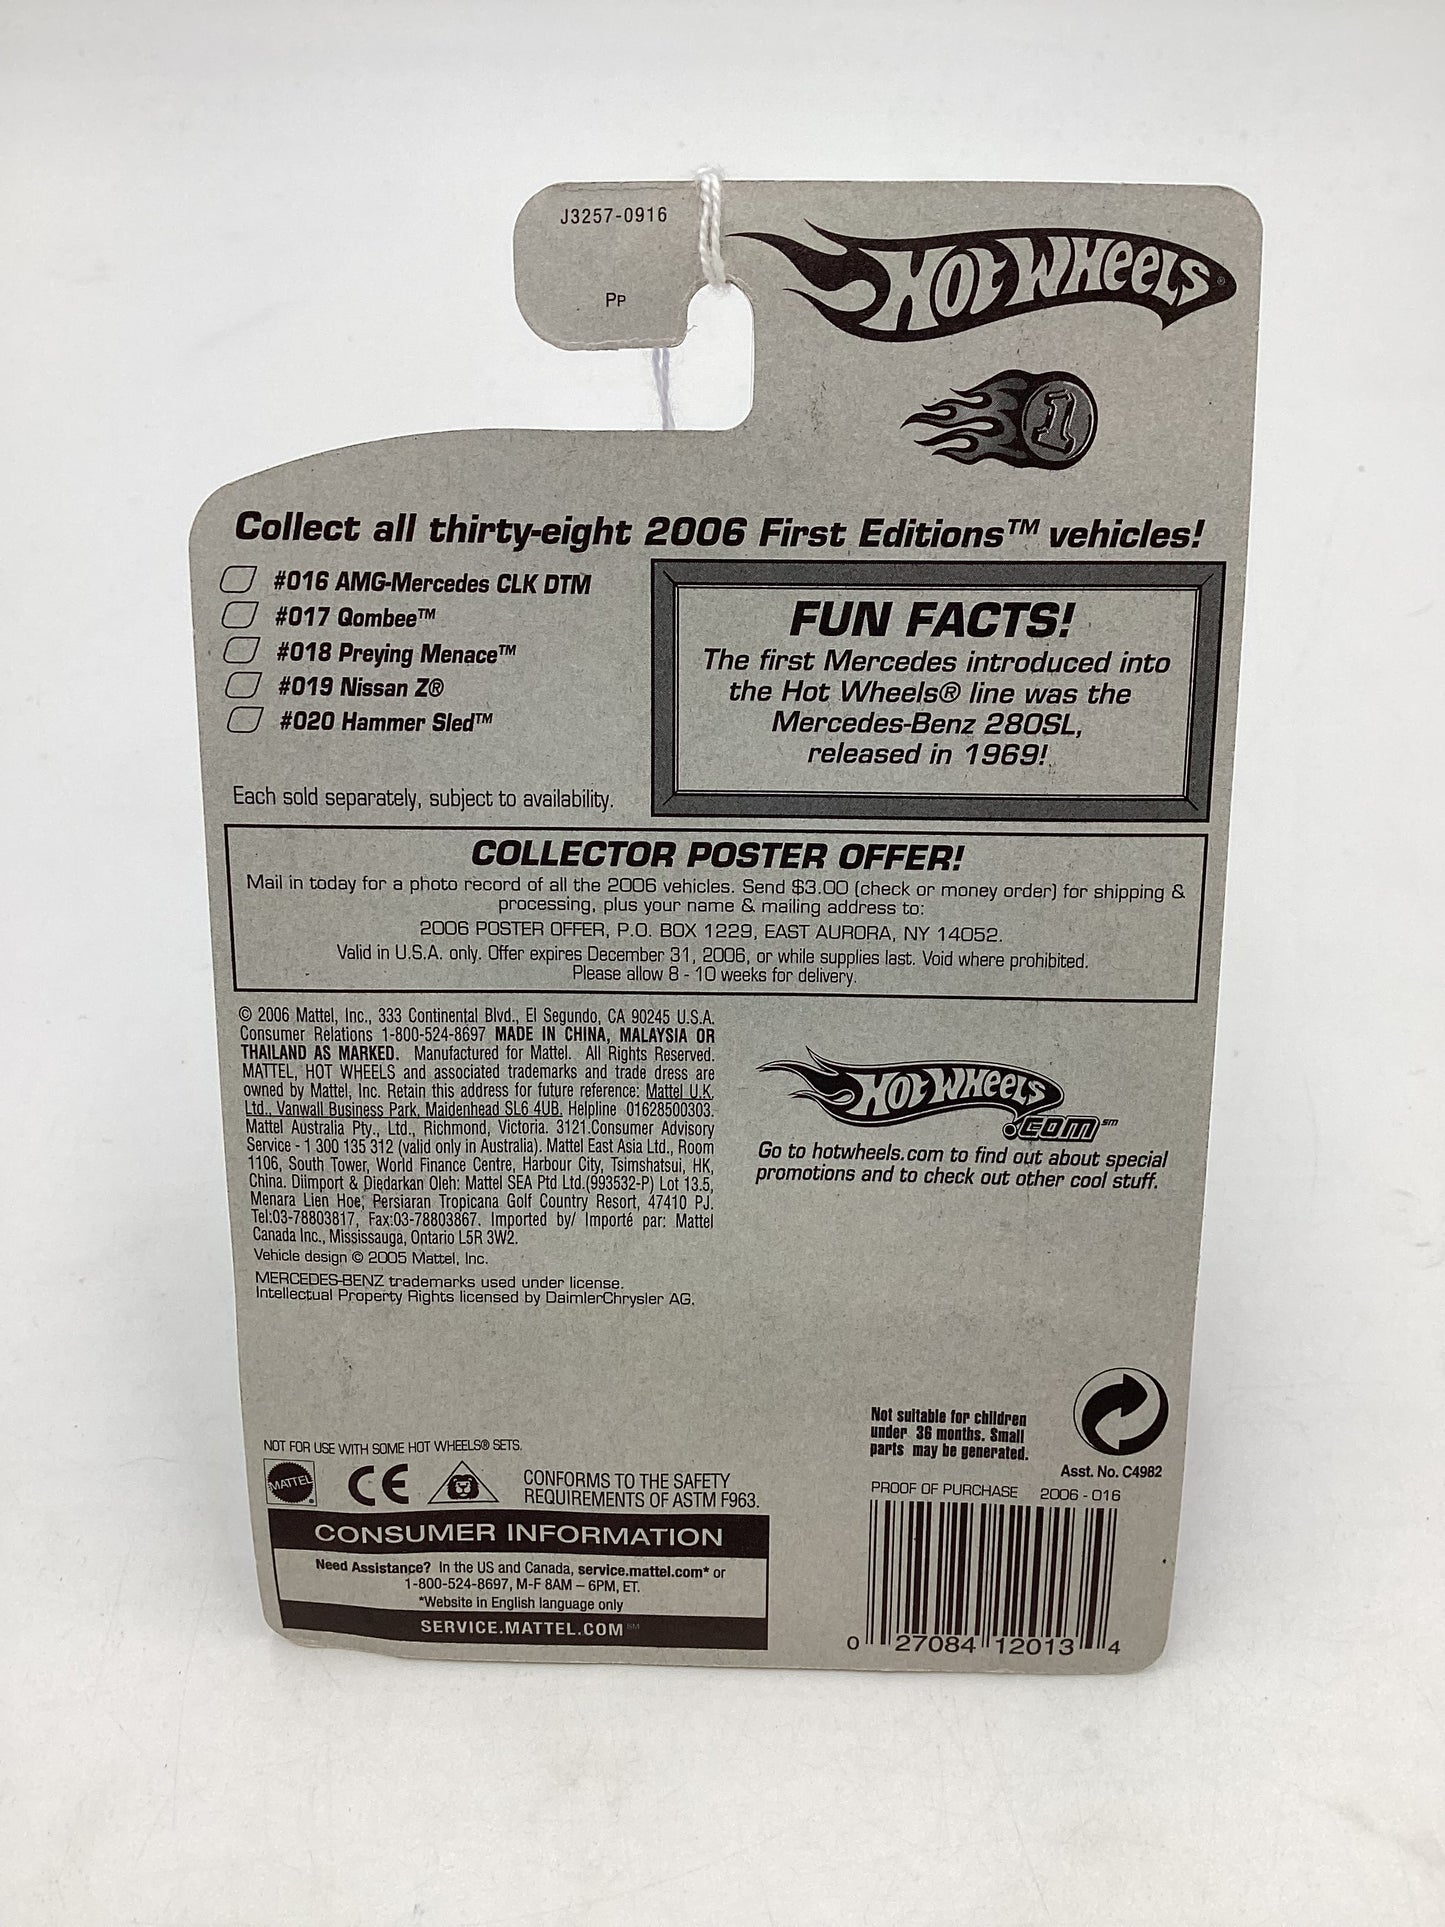 J3257-0916
PP
HOT WHEELS®
1
Collect all thirty-eight 2006 First Editions™ vehicles!
#016 AMG-Mercedes CLK DTM
#017 Qombee™
#018 Preying Menace™
#019 Nissan Z®
#020 Hammer Sled™
Each sold separately, subject to availability.
FUN FACTS!
The first Mercedes introduced into
the Hot Wheels® line was the
Mercedes-Benz 280SL,
released in 1969!
COLLECTOR POSTER OFFER!
Mail in today for a photo record of all the 2006 vehicles. Send $3.00 (check or money order) for shipping &
processing, plus your name & mailing address to:
2006 POSTER OFFER, P.O. BOX 1229, EAST AURORA, NY 14052.
Valid in U.S.A. only. Offer expires December 31, 2006, or while supplies last. Void where prohibited.
Please allow 8 - 10 weeks for delivery.
© 2006 Mattel, Inc., 333 Continental Blvd., El Segundo, CA 90245 U.S.A.
Consumer Relations 1-800-524-8697 MADE IN CHINA, MALAYSIA OR
THAILAND AS MARKED. Manufactured for Mattel. All Rights Reserved.
MATTEL, HOT WHEELS and associated trademarks and trade dress are
owned by Mattel, Inc. Retain this address for future reference: Mattel U.K.
Ltd., Vanwall Business Park, Maidenhead SL6 4UB. Helpline 01628500303.
Mattel Australia Pty., Ltd., Richmond, Victoria. 3121.Consumer Advisory
Service - 1 300 135 312 (valid only in Australia). Mattel East Asia Ltd., Room
1106, South Tower, World Finance Centre, Harbour City, Tsimshatsui, HK,
China. Diimport & Diedarkan Oleh: Mattel SEA Ptd Ltd.(993532-P) Lot 13.5,
Menara Lien Hoe, Persiaran Tropicana Golf Country Resort, 47410 PJ.
Tel:03-78803817, Fax:03-78803867. Imported by/ Importé par: Mattel
Canada Inc., Mississauga, Ontario L5R 3W2.
Vehicle design © 2005 Mattel, Inc.
MERCEDES-BENZ trademarks used under license.
Intellectual Property Rights licensed by DaimlerChrysler AG.
HOT WHEELS
.COM℠
Go to hotwheels.com to find out about special
promotions and to check out other cool stuff.
NOT FOR USE WITH SOME HOT WHEELS® SETS.
MATTEL
CE
CONFORMS TO THE SAFETY
REQUIREMENTS OF ASTM F963.
CONSUMER INFORMATION
Need Assistance? In the US and Canada, service.mattel.com* or
1-800-524-8697, M-F 8AM – 6PM, ET.
*Website in English language only
SERVICE.MATTEL.COM℠
Not suitable for children
under 36 months. Small
parts may be generated.
Asst. No. C4982
PROOF OF PURCHASE 2006 - 016
0 27084 12013 4